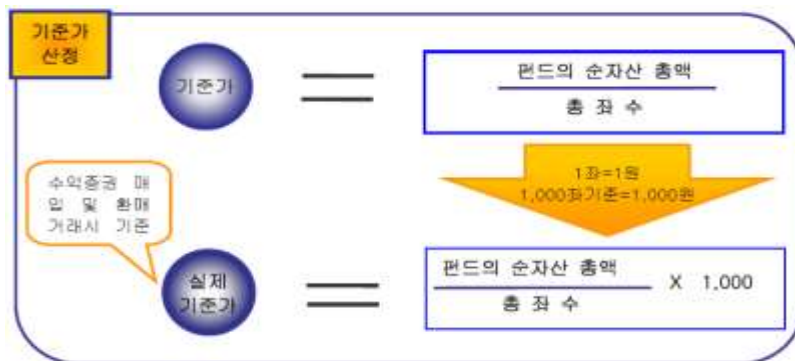 기준가
산정
기준가
펀드의 순자산 총액
총 좌 수
1좌=1원
1,000좌기준=1,000원
수익증권 매
입 및 환매
거래시 기준
실제
기준가
펀드의 순자산 총액
총 좌 수
X 1,000